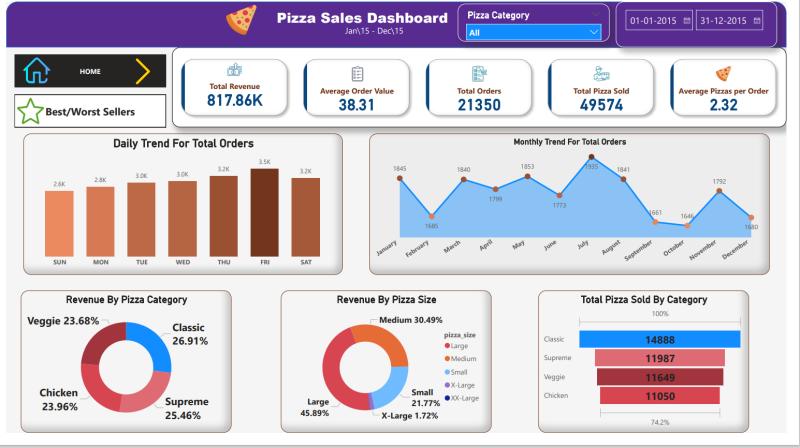 Pizza Sales Dashboard
Jan\15 - Dec\15
Pizza Category
All
01-01-2015
31-12-2015
HOME
Best/Worst Sellers
Total Revenue
817.86K
Average Order Value
38.31
Total Orders
21350
Total Pizza Sold
49574
Average Pizzas per Order
2.32
Daily Trend For Total Orders
2.6K
2.8K
3.0K
3.0K
3.2K
3.5K
3.2K
SUN
MON
TUE
WED
THU
FRI
SAT
Monthly Trend For Total Orders
1845
1685
1840
1799
1853
1773
1935
1841
1661
1646
1792
1680
January
February
March
April
May
June
July
August
September
October
November
December
Revenue By Pizza Category
Veggie 23.68%
Classic
26.91%
Chicken
23.96%
Supreme
25.46%
Revenue By Pizza Size
Medium 30.49%
Large
45.89%
Small
21.77%
X-Large 1.72%
pizza_size
Large
Medium
Small
X-Large
XX-Large
Total Pizza Sold By Category
100%
Classic
14888
Supreme
11987
Veggie
11649
Chicken
11050
74.2%